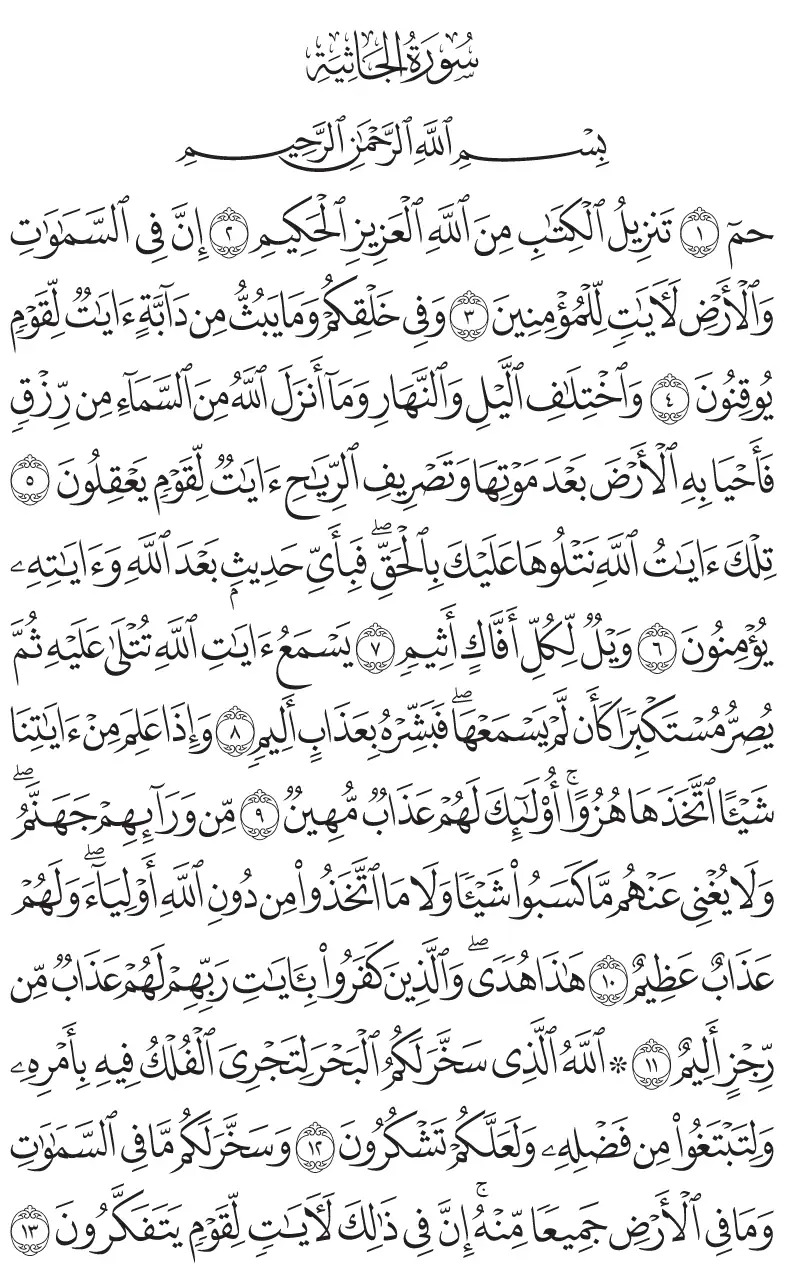 سُورَةُ الجَاثِيَةِ
بِسْمِ ٱللَّهِ ٱلرَّحْمَٰنِ ٱلرَّحِيمِ
حمٓ ۝١ تَنزِيلُ ٱلْكِتَٰبِ مِنَ ٱللَّهِ ٱلْعَزِيزِ ٱلْحَكِيمِ ۝٢ إِنَّ فِى ٱلسَّمَٰوَٰتِ
وَٱلْأَرْضِ لَءَايَٰتٍ لِّلْمُؤْمِنِينَ ۝٣ وَفِى خَلْقِكُمْ وَمَا يَبُثُّ مِن دَآبَّةٍ ءَايَٰتٌ لِّقَوْمٍ
يُوقِنُونَ ۝٤ وَٱخْتِلَٰفِ ٱلَّيْلِ وَٱلنَّهَارِ وَمَآ أَنزَلَ ٱللَّهُ مِنَ ٱلسَّمَآءِ مِن رِّزْقٍ
فَأَحْيَا بِهِ ٱلْأَرْضَ بَعْدَ مَوْتِهَا وَتَصْرِيفِ ٱلرِّيَٰحِ ءَايَٰتٌ لِّقَوْمٍ يَعْقِلُونَ ۝٥
تِلْكَ ءَايَٰتُ ٱللَّهِ نَتْلُوهَا عَلَيْكَ بِٱلْحَقِّ ۖ فَبِأَىِّ حَدِيثٍۭ بَعْدَ ٱللَّهِ وَءَايَٰتِهِۦ
يُؤْمِنُونَ ۝٦ وَيْلٌ لِّكُلِّ أَفَّاكٍ أَثِيمٍ ۝٧ يَسْمَعُ ءَايَٰتِ ٱللَّهِ تُتْلَىٰ عَلَيْهِ ثُمَّ
يُصِرُّ مُسْتَكْبِرًا كَأَن لَّمْ يَسْمَعْهَا ۖ فَبَشِّرْهُ بِعَذَابٍ أَلِيمٍ ۝٨ وَإِذَا عَلِمَ مِنْ ءَايَٰتِنَا
شَيْـًٔا ٱتَّخَذَهَا هُزُوًا ۚ أُو۟لَٰٓئِكَ لَهُمْ عَذَابٌ مُّهِينٌ ۝٩ مِّن وَرَآئِهِمْ جَهَنَّمُ ۖ
وَلَا يُغْنِى عَنْهُم مَّا كَسَبُوا۟ شَيْـًٔا وَلَا مَا ٱتَّخَذُوا۟ مِن دُونِ ٱللَّهِ أَوْلِيَآءَ ۖ وَلَهُمْ
عَذَابٌ عَظِيمٌ ۝١٠ هَٰذَا هُدًى ۖ وَٱلَّذِينَ كَفَرُوا۟ بِـَٔايَٰتِ رَبِّهِمْ لَهُمْ عَذَابٌ مِّن
رِّجْزٍ أَلِيمٌ ۝١١ * ٱللَّهُ ٱلَّذِى سَخَّرَ لَكُمُ ٱلْبَحْرَ لِتَجْرِىَ ٱلْفُلْكُ فِيهِ بِأَمْرِهِۦ
وَلِتَبْتَغُوا۟ مِن فَضْلِهِۦ وَلَعَلَّكُمْ تَشْكُرُونَ ۝١٢ وَسَخَّرَ لَكُم مَّا فِى ٱلسَّمَٰوَٰتِ
وَمَا فِى ٱلْأَرْضِ جَمِيعًا مِّنْهُ ۚ إِنَّ فِى ذَٰلِكَ لَءَايَٰتٍ لِّقَوْمٍ يَتَفَكَّرُونَ ۝١٣